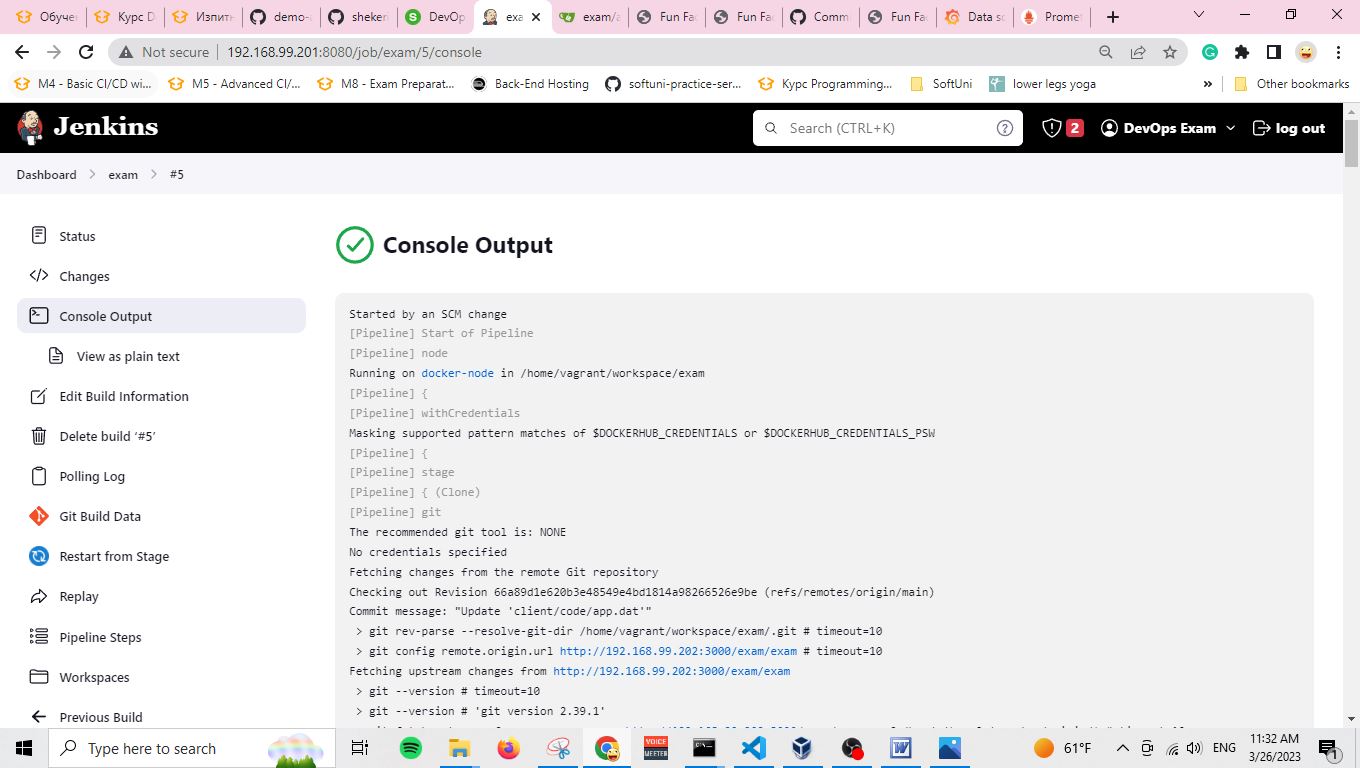 Обучен
Курс D
Изпитн
demo-a
sheker
DevOp
exa
exam/a
Fun Fac
Fun Fac
Commi
Fun Fac
Data so
Promet
Not secure
192.168.99.201:8080/job/exam/5/console
M4 - Basic CI/CD wi...
M5 - Advanced CI/...
M8 - Exam Preparat...
Back-End Hosting
softuni-practice-ser...
Курс Programming...
SoftUni
lower legs yoga
»
Other bookmarks
Jenkins
Search (CTRL+K)
2
DevOps Exam
log out
Dashboard
exam
#5
Status
Changes
Console Output
View as plain text
Edit Build Information
Delete build ‘#5’
Polling Log
Git Build Data
Restart from Stage
Replay
Pipeline Steps
Workspaces
Previous Build
Console Output
Started by an SCM change
[Pipeline] Start of Pipeline
[Pipeline] node
Running on docker-node in /home/vagrant/workspace/exam
[Pipeline] {
[Pipeline] withCredentials
Masking supported pattern matches of $DOCKERHUB_CREDENTIALS or $DOCKERHUB_CREDENTIALS_PSW
[Pipeline] {
[Pipeline] stage
[Pipeline] { (Clone)
[Pipeline] git
The recommended git tool is: NONE
No credentials specified
Fetching changes from the remote Git repository
Checking out Revision 66a89d1e620b3e48549e4bd1814a98266526e9be (refs/remotes/origin/main)
Commit message: "Update 'client/code/app.dat'"
> git rev-parse --resolve-git-dir /home/vagrant/workspace/exam/.git # timeout=10
> git config remote.origin.url http://192.168.99.202:3000/exam/exam # timeout=10
Fetching upstream changes from http://192.168.99.202:3000/exam/exam
> git --version # timeout=10
> git --version # 'git version 2.39.1'
Type here to search
VOICE
MEETER
61°F
ENG
11:32 AM
3/26/2023
1